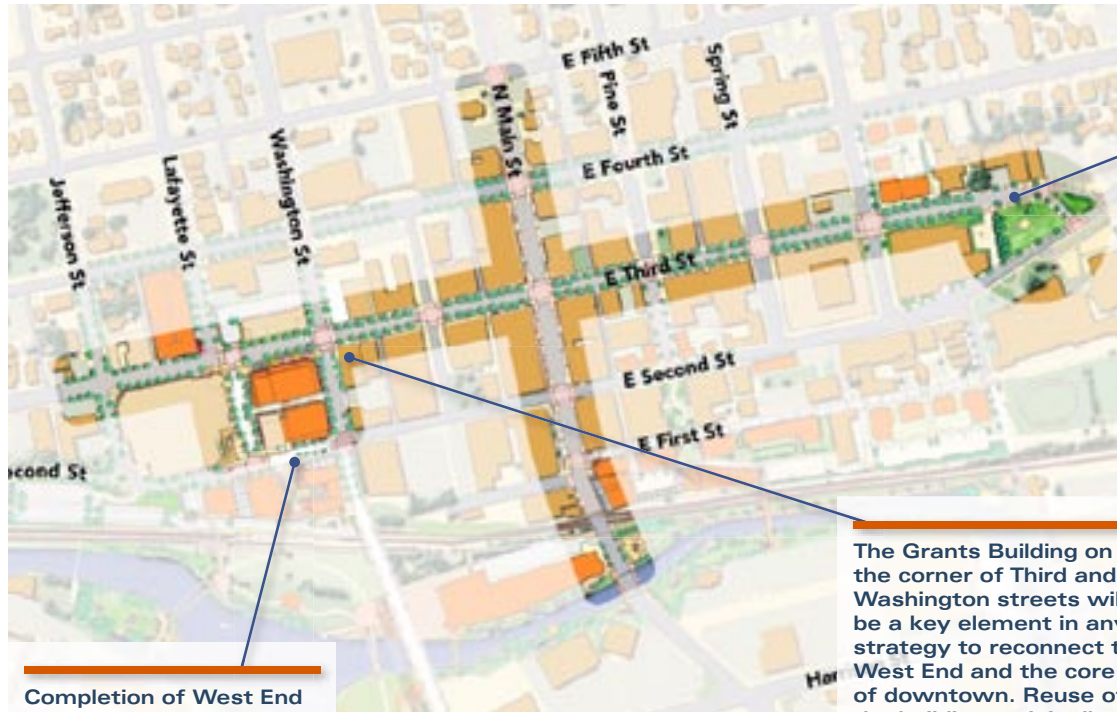 E Fifth St
N Main St
Pine St
Spring St
E Fourth St
Washington St
Lafayette St
Jefferson St
E Third St
E Second St
E First St
Second St
The Grants Building on
the corner of Third and
Washington streets wil
be a key element in any
strategy to reconnect t
West End and the core
of downtown. Reuse of
Completion of West End